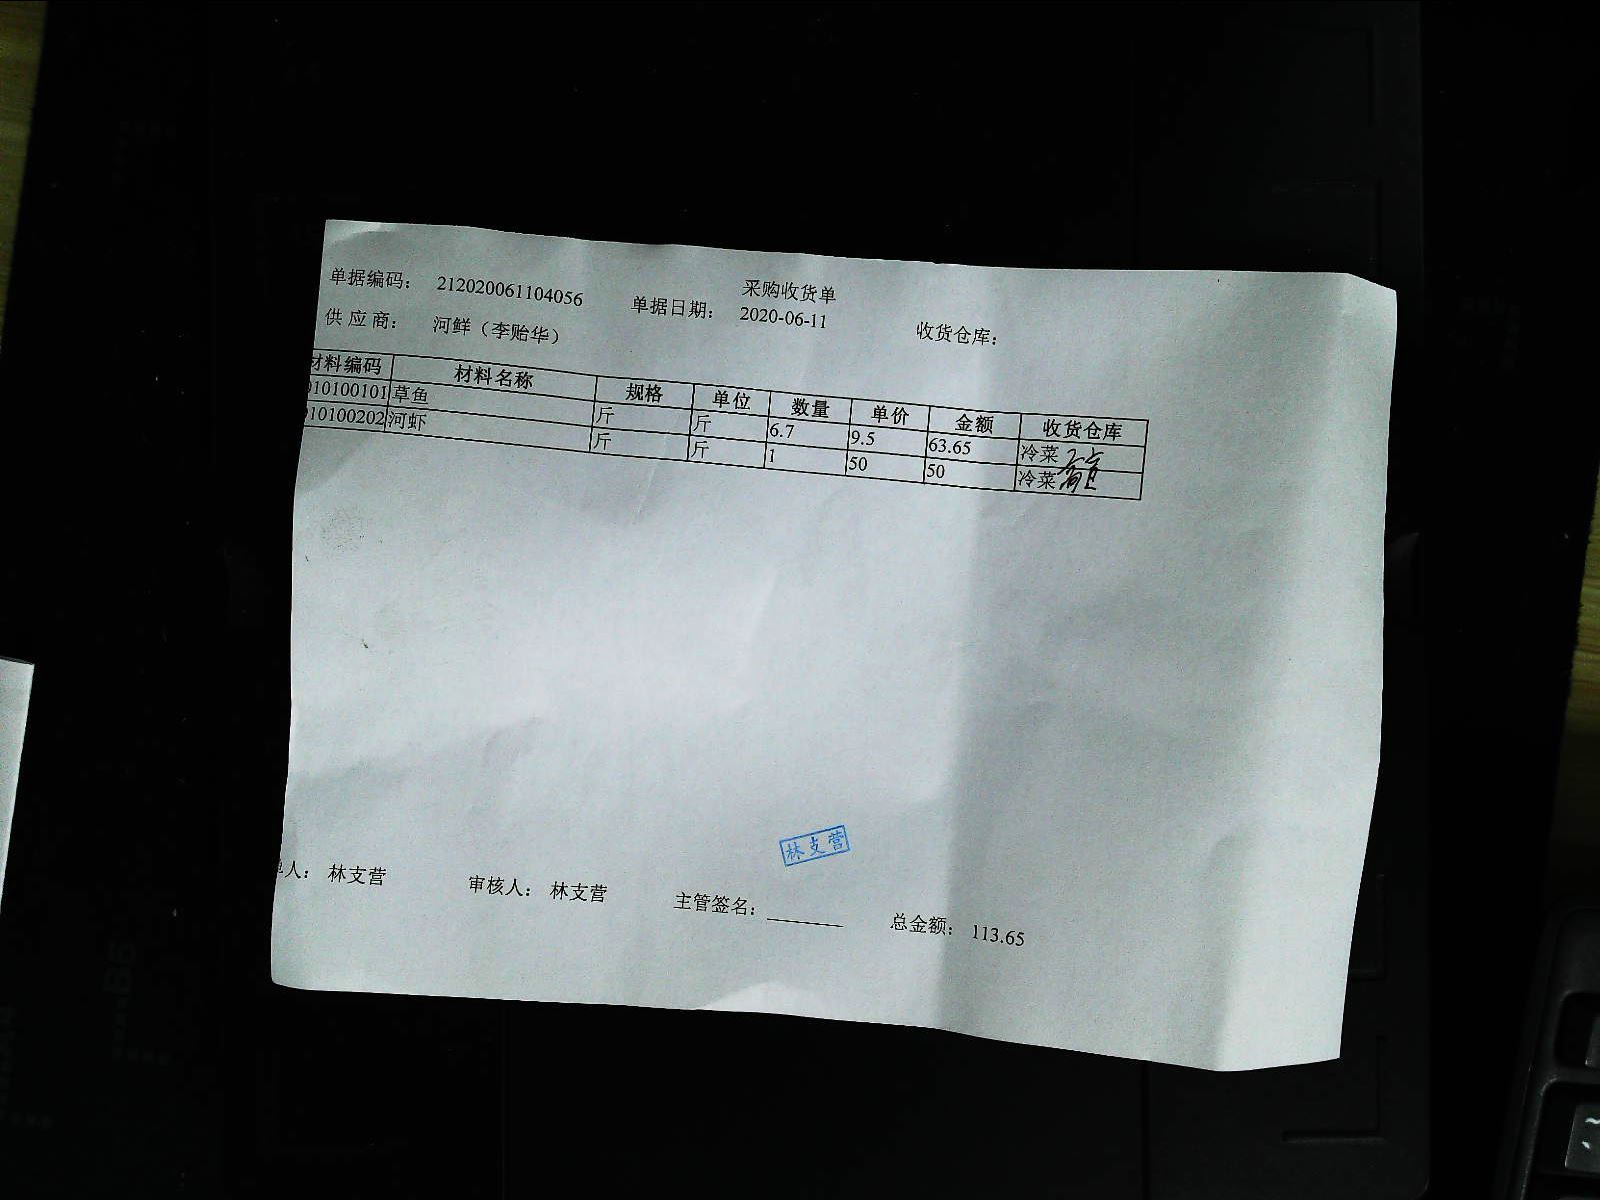 采购收货单
单据编码: 212020061104056 单据日期: 2020-06-11 收货仓库:
供 应 商: 河鲜（李贻华）
材料编码 材料名称 规格 单位 数量 单价 金额 收货仓库
010100101 草鱼 斤 斤 6.7 9.5 63.65 冷菜
010100202 河虾 斤 斤 1 50 50 冷菜
林支营
单人: 林支营 审核人: 林支营 主管签名: 总金额: 113.65